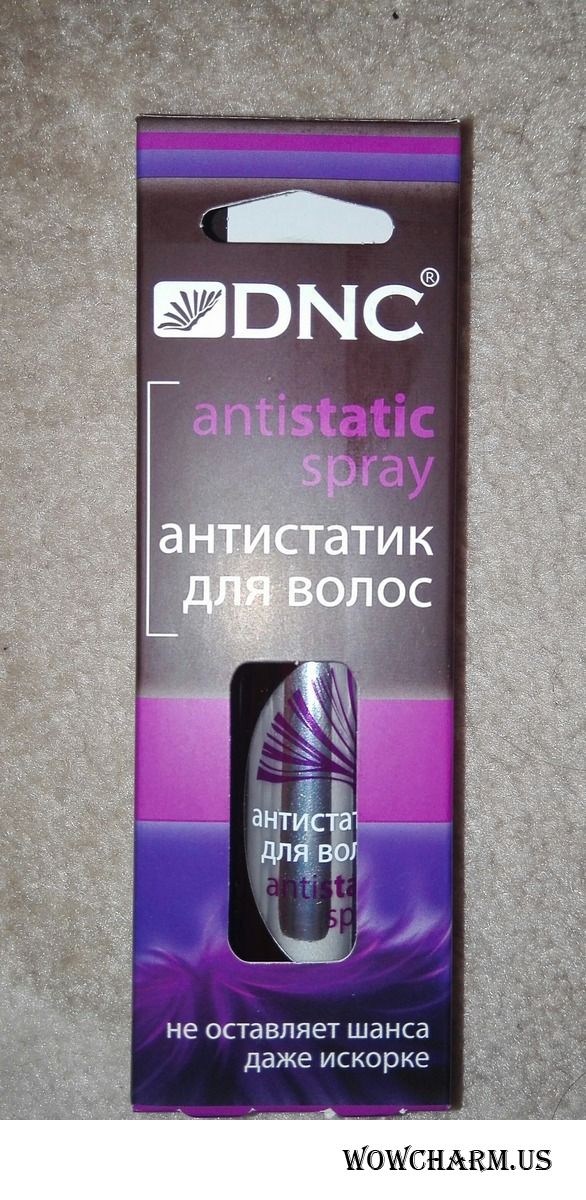 DNC®
antistatic
spray
антистатик
для волос
антистат
для вол
antista
sp
не оставляет шанса
даже искорке
WOWCHARM.US